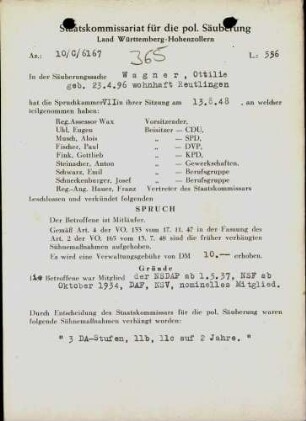 Staatskommissariat für die pol. Säuberung
Land Württemberg-Hohenzollern
Az.: 10/G/6167
365
L: 556
In der Säuberungssache Wagner, Ottilie
geb. 23.4.96 wohnhaft Reutlingen
hat die Spruchkammer VII in ihrer Sitzung am 13.8.48 , an welcher
teilgenommen haben:
Reg.Assessor Wax Vorsitzender,
Uhl, Eugen Beisitzer — CDU,
Musch, Alois „ — SPD,
Fischer, Paul „ — DVP,
Fink, Gottlieb „ — KPD,
Steinacher, Anton „ — Gewerkschaften,
Schwarz, Emil „ — Berufsgruppe
Scharckenberger, Josef „ — Berufsgruppe
Reg.-Ang. Hauser, Franz Vertreter des Staatskommissars
beschlossen und verkündet folgenden
SPRUCH
Der Betroffene ist Mitläufer.
Gemäß Art. 4 der VO. 133 vom 17. 11. 47 in der Fassung des
Art. 2 der VO. 165 vom 13. 7. 48 sind die früher verhängten
Sühnemaßnahmen aufgehoben.
Es wird eine Verwaltungsgebühr von DM 10.-- erhoben.
Gründe
Die Betroffene war Mitglied der NSDAP ab 1.5.37, NSF ab
Oktober 1934, DAF, NSV, nominelles Mitglied.
Durch Entscheidung des Staatskommissars für die pol. Säuberung waren
folgende Sühnemaßnahmen verhängt worden:
" 3 DA-Stufen, 11b, 11c auf 2 Jahre. "